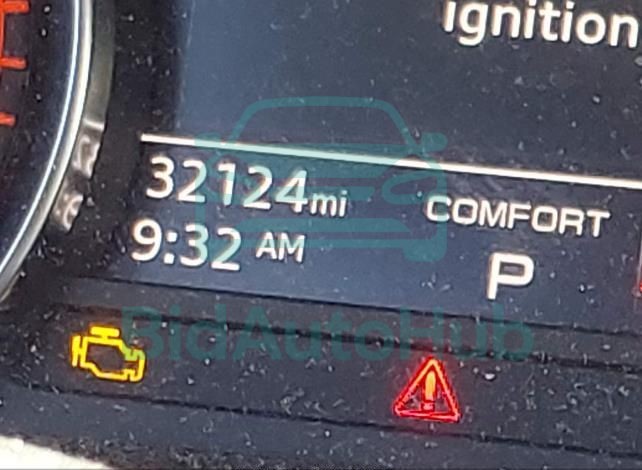 ignition
32124mi
COMFORT
9:32 AM
P
BidAutoHub